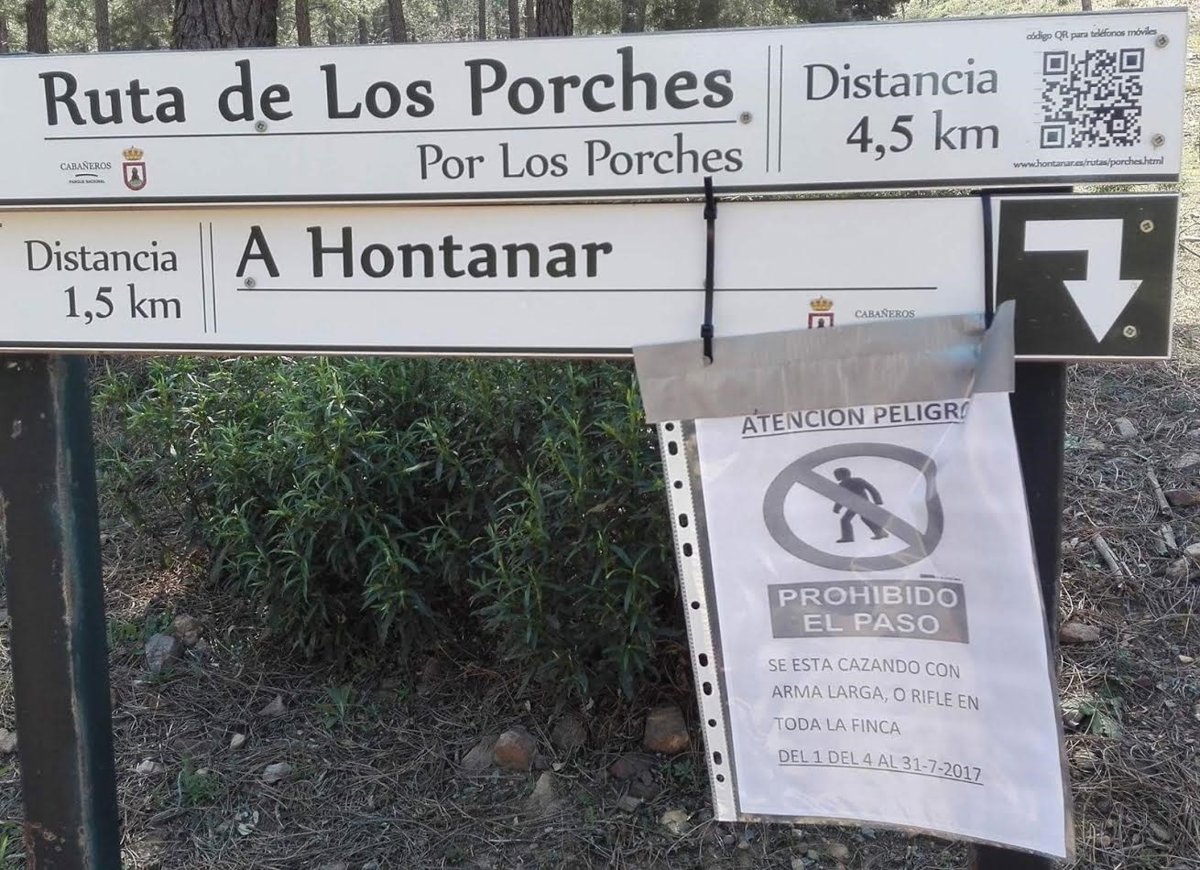 código QR para teléfonos móviles
Ruta de Los Porches
Distancia
4,5 km
CABAÑEROS
PARQUE NACIONAL
Por Los Porches
www.hontanar.es/rutas/porches.html
Distancia
1,5 km
A Hontanar
CABAÑEROS
ATENCION PELIGRO
PROHIBIDO
EL PASO
SE ESTA CAZANDO CON
ARMA LARGA, O RIFLE EN
TODA LA FINCA
DEL 1 DEL 4 AL 31-7-2017